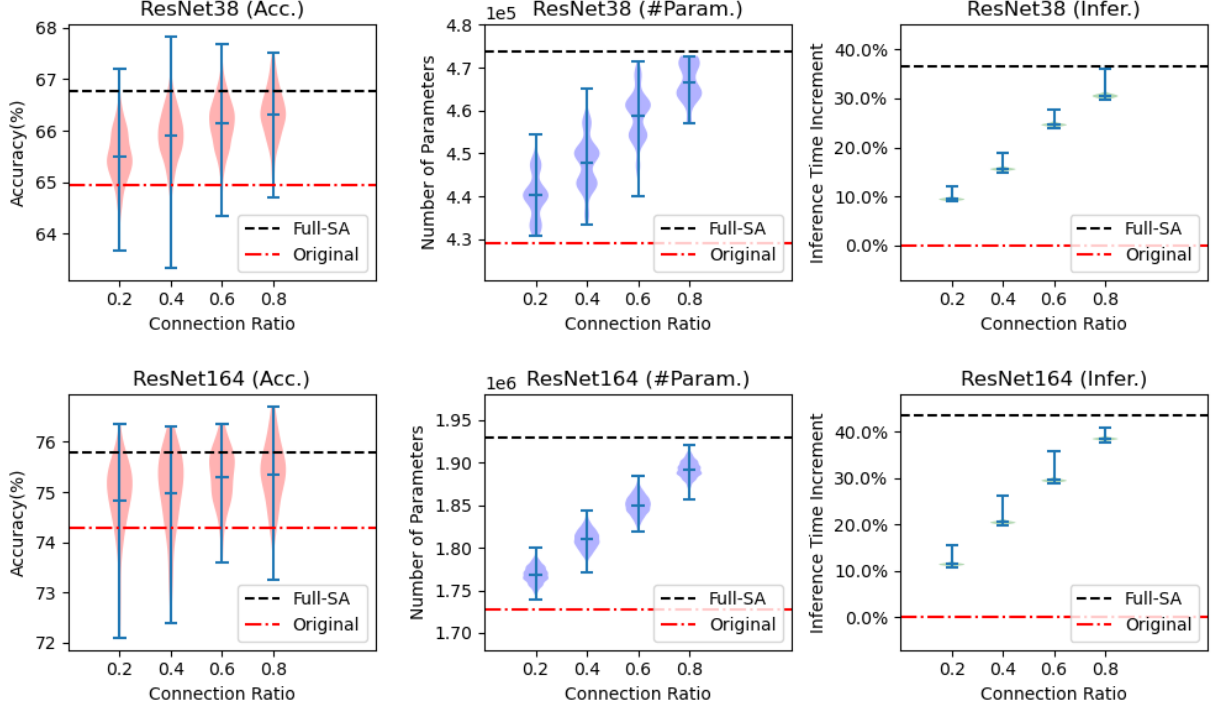 ResNet38 (Acc.)
68
67
66
65
64
Accuracy(%)
0.2 0.4 0.6 0.8
Connection Ratio
Full-SA
Original
ResNet38 (#Param.)
1e5
4.8
4.7
4.6
4.5
4.4
4.3
Number of Parameters
0.2 0.4 0.6 0.8
Connection Ratio
Full-SA
Original
ResNet38 (Infer.)
40.0%
30.0%
20.0%
10.0%
0.0%
Inference Time Increment
0.2 0.4 0.6 0.8
Connection Ratio
Full-SA
Original
ResNet164 (Acc.)
76
75
74
73
72
Accuracy(%)
0.2 0.4 0.6 0.8
Connection Ratio
Full-SA
Original
ResNet164 (#Param.)
1e6
1.95
1.90
1.85
1.80
1.75
1.70
Number of Parameters
0.2 0.4 0.6 0.8
Connection Ratio
Full-SA
Original
ResNet164 (Infer.)
40.0%
30.0%
20.0%
10.0%
0.0%
Inference Time Increment
0.2 0.4 0.6 0.8
Connection Ratio
Full-SA
Original